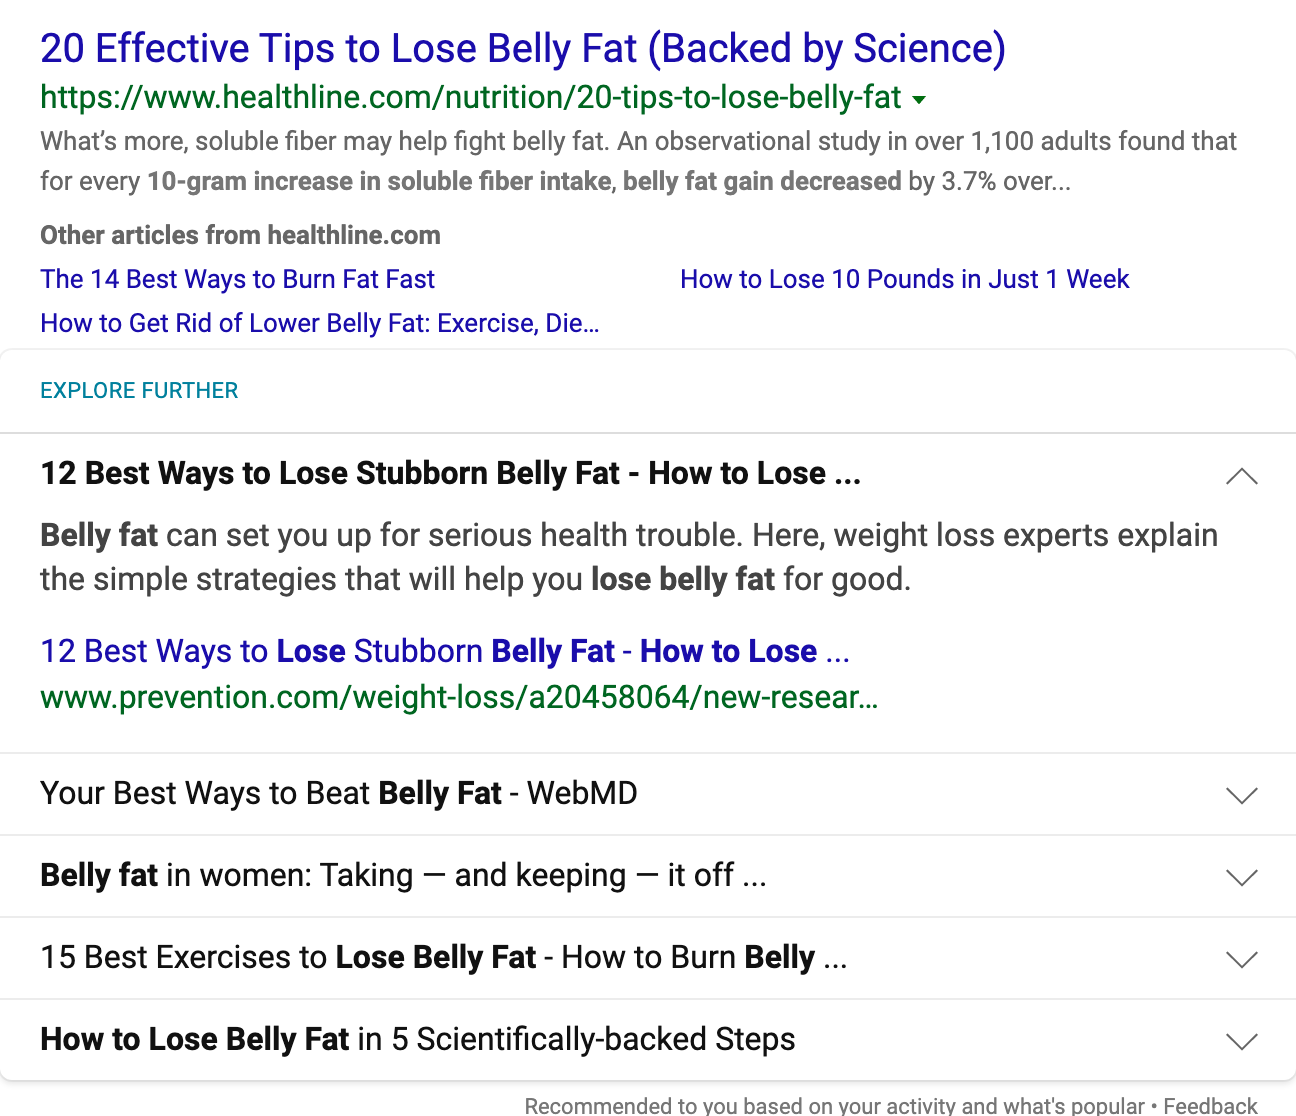 20 Effective Tips to Lose Belly Fat (Backed by Science)
https://www.healthline.com/nutrition/20-tips-to-lose-belly-fat
What’s more, soluble fiber may help fight belly fat. An observational study in over 1,100 adults found that
for every 10-gram increase in soluble fiber intake, belly fat gain decreased by 3.7% over...
Other articles from healthline.com
The 14 Best Ways to Burn Fat Fast
How to Lose 10 Pounds in Just 1 Week
How to Get Rid of Lower Belly Fat: Exercise, Die...
EXPLORE FURTHER
12 Best Ways to Lose Stubborn Belly Fat - How to Lose ...
Belly fat can set you up for serious health trouble. Here, weight loss experts explain
the simple strategies that will help you lose belly fat for good.
12 Best Ways to Lose Stubborn Belly Fat - How to Lose ...
www.prevention.com/weight-loss/a20458064/new-resear...
Your Best Ways to Beat Belly Fat - WebMD
Belly fat in women: Taking — and keeping — it off ...
15 Best Exercises to Lose Belly Fat - How to Burn Belly ...
How to Lose Belly Fat in 5 Scientifically-backed Steps
Recommended to you based on your activity and what's popular • Feedback